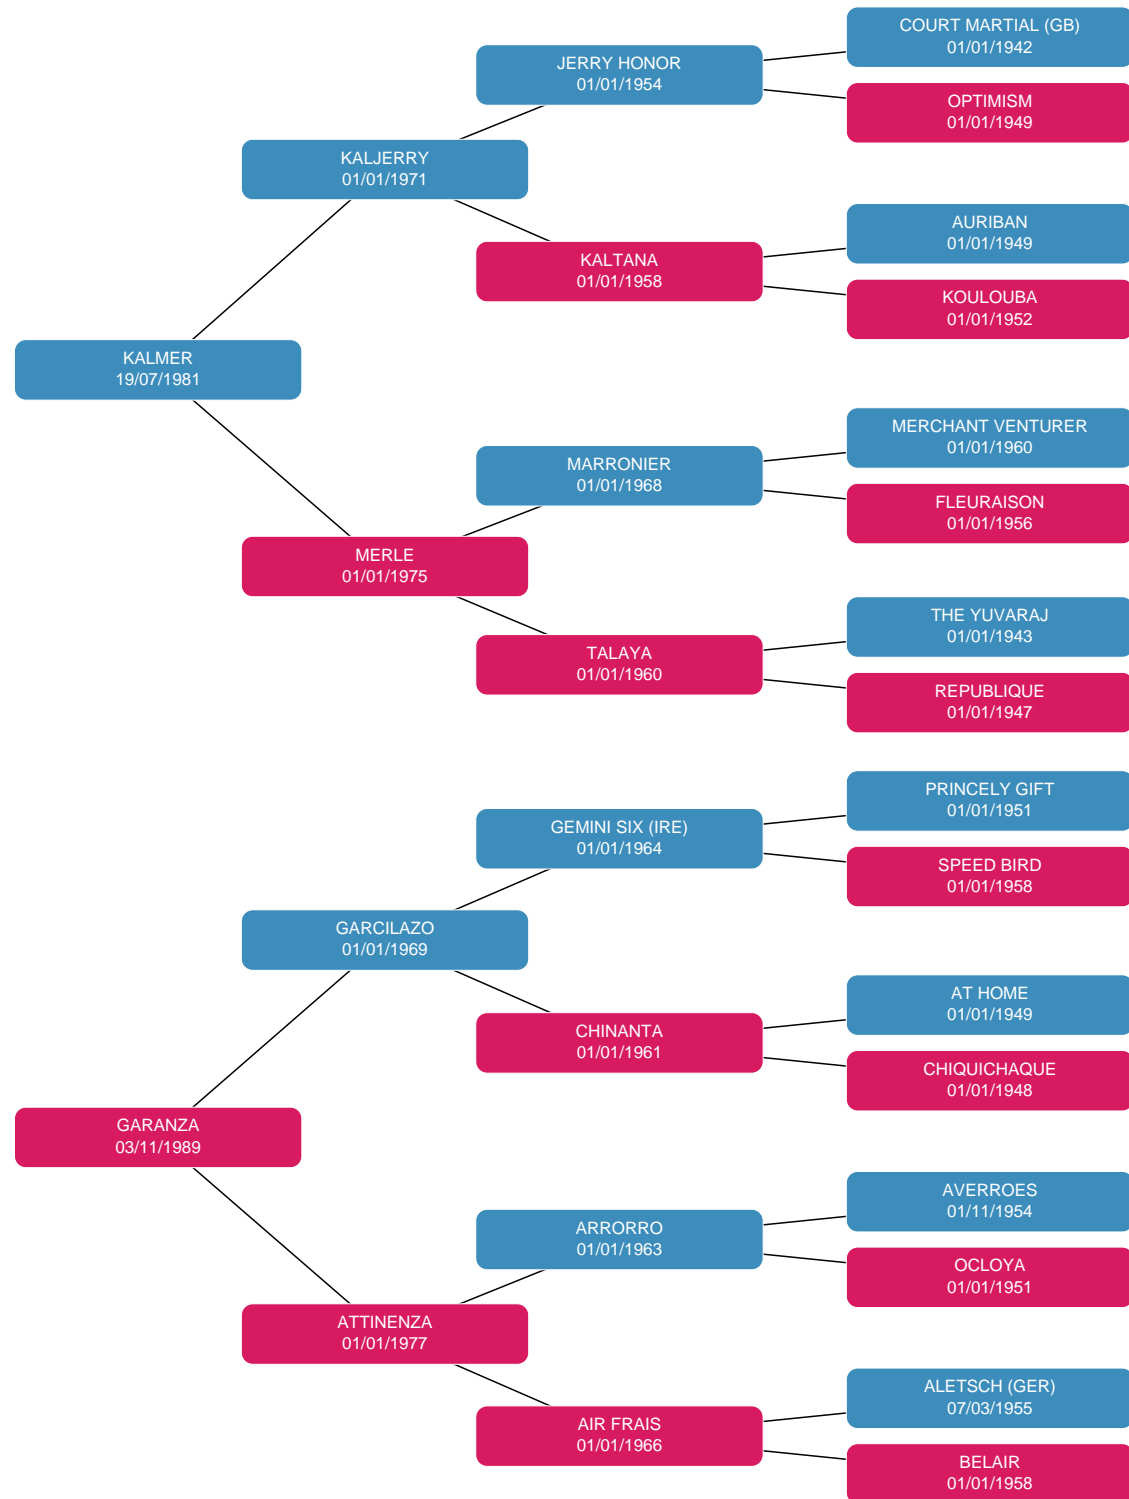 COURT MARTIAL (GB)
01/01/1942
JERRY HONOR
01/01/1954
OPTIMISM
01/01/1949
KALJERRY
01/01/1971
AURIBAN
01/01/1949
KALTANA
01/01/1958
KOULOUBA
01/01/1952
KALMER
19/07/1981
MERCHANT VENTURER
01/01/1960
MARRONIER
01/01/1968
FLEURAISON
01/01/1956
MERLE
01/01/1975
THE YUVARAJ
01/01/1943
TALAYA
01/01/1960
REPUBLIQUE
01/01/1947
PRINCELY GIFT
01/01/1951
GEMINI SIX (IRE)
01/01/1964
SPEED BIRD
01/01/1958
GARCILAZO
01/01/1969
AT HOME
01/01/1949
CHINANTA
01/01/1961
CHIQUICHAQUE
01/01/1948
GARANZA
03/11/1989
AVERROES
01/11/1954
ARRORRO
01/01/1963
OCLOYA
01/01/1951
ATTINENZA
01/01/1977
ALETSCH (GER)
07/03/1955
AIR FRAIS
01/01/1966
BELAIR
01/01/1958